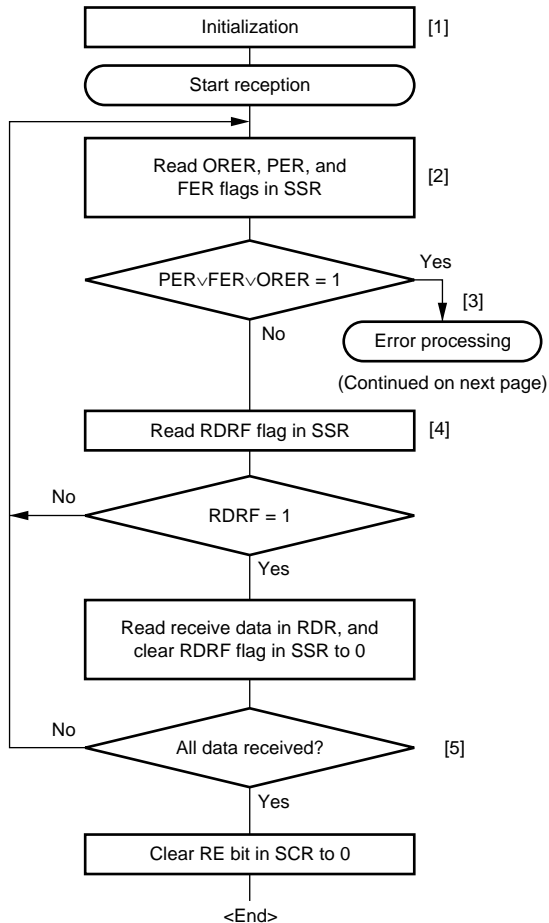 Initialization
[1]
Start reception
Read ORER, PER, and
FER flags in SSR
[2]
PER∨FER∨ORER = 1
Yes
[3]
No
Error processing
(Continued on next page)
Read RDRF flag in SSR
[4]
No
RDRF = 1
Yes
Read receive data in RDR, and
clear RDRF flag in SSR to 0
No
All data received?
[5]
Yes
Clear RE bit in SCR to 0
<End>